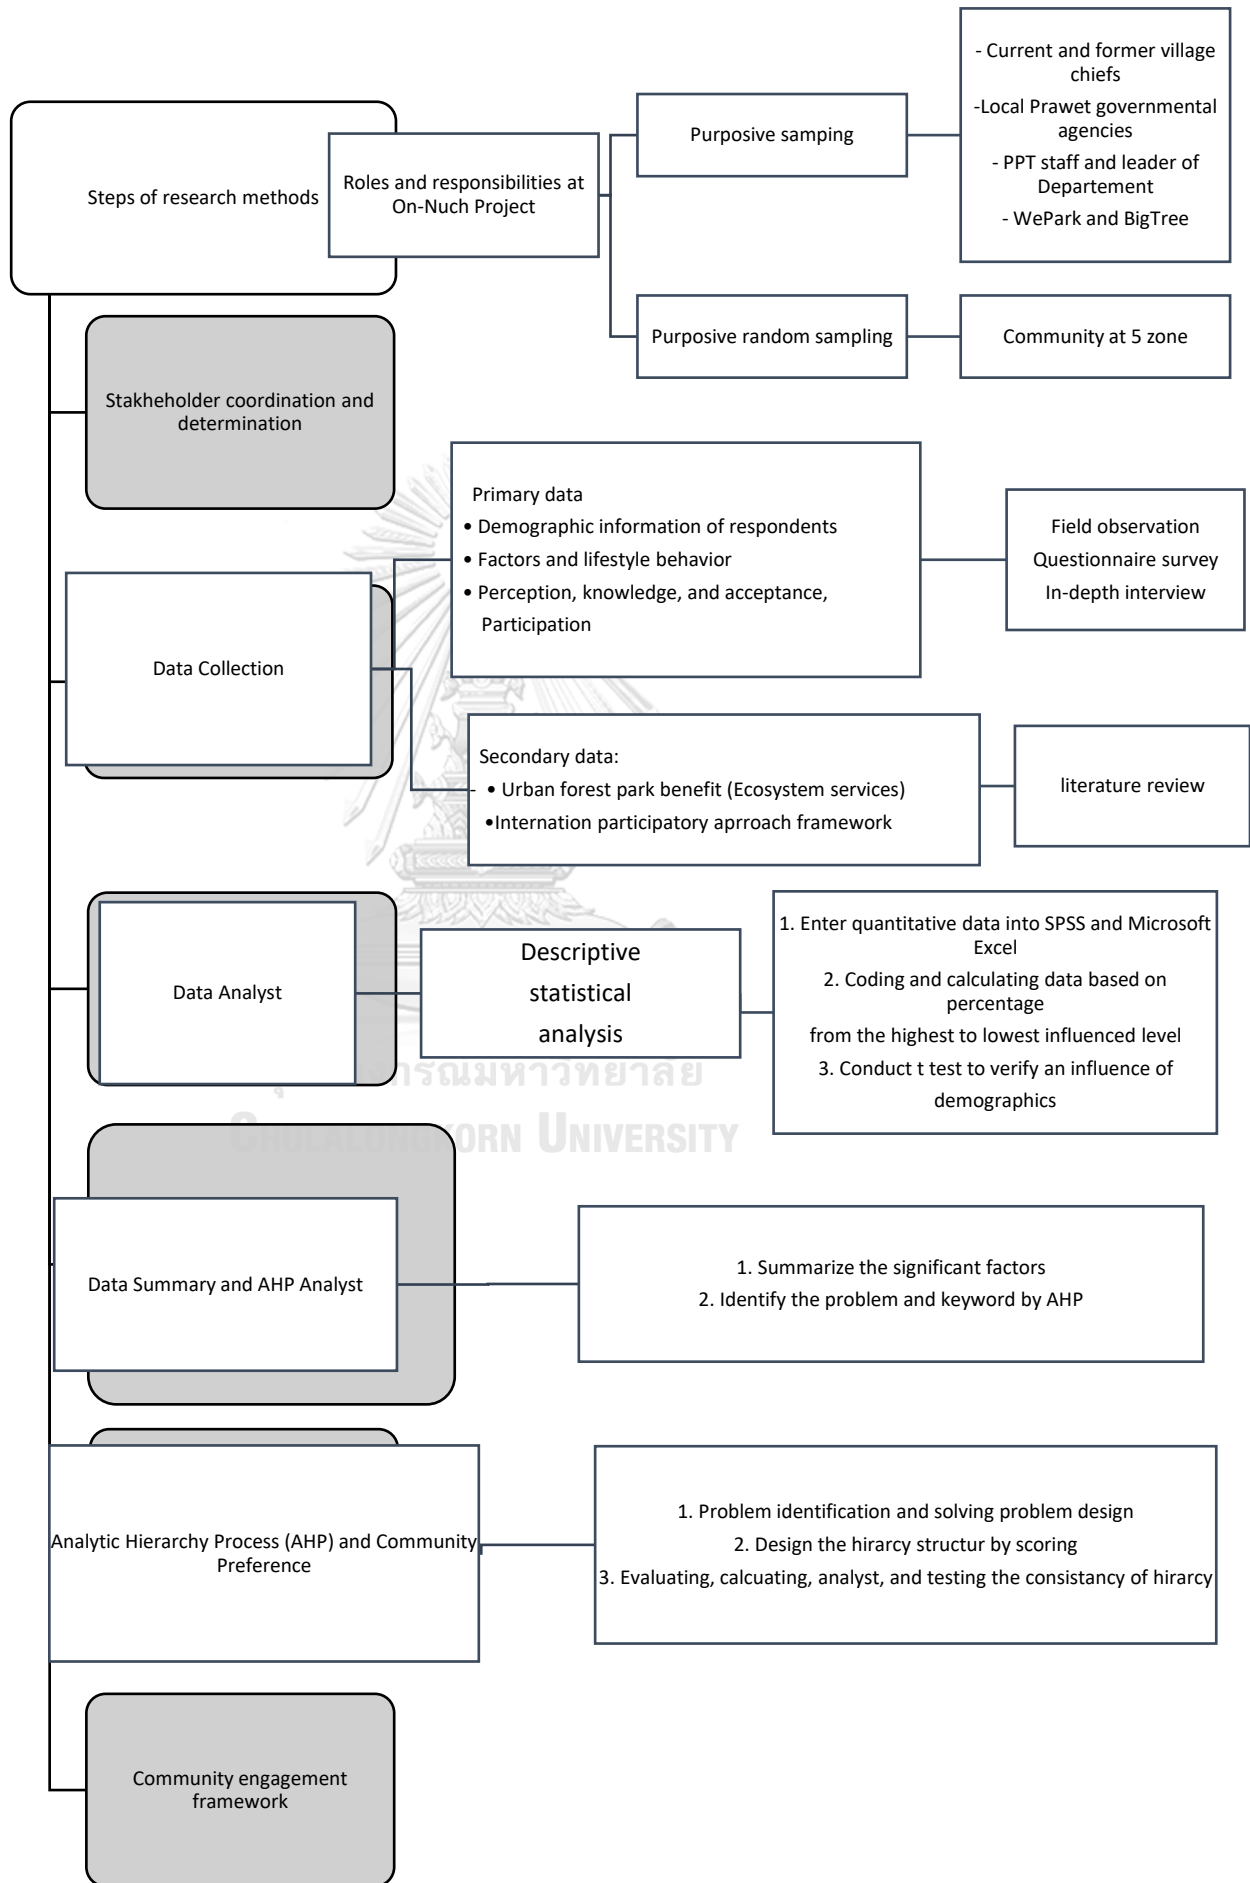 - Current and former village
chiefs
-Local Prawet governmental
agencies
- PPT staff and leader of
Departement
- WePark and BigTree
Purposive samping
Steps of research methods
Roles and responsibilities at
On-Nuch Project
Purposive random sampling
Community at 5 zone
Stakheholder coordination and
determination
Primary data
• Demographic information of respondents
• Factors and lifestyle behavior
• Perception, knowledge, and acceptance,
Participation
Field observation
Questionnaire survey
In-depth interview
Data Collection
Secondary data:
- • Urban forest park benefit (Ecosystem services)
•Internation participatory aprroach framework
literature review
Data Analyst
Descriptive
statistical
analysis
1. Enter quantitative data into SPSS and Microsoft
Excel
2. Coding and calculating data based on
percentage
from the highest to lowest influenced level
3. Conduct t test to verify an influence of
demographics
CHULALONGKORN UNIVERSITY
Data Summary and AHP Analyst
1. Summarize the significant factors
2. Identify the problem and keyword by AHP
Analytic Hierarchy Process (AHP) and Community
Preference
1. Problem identification and solving problem design
2. Design the hirarcy structur by scoring
3. Evaluating, calcuating, analyst, and testing the consistancy of hirarcy
Community engagement
framework